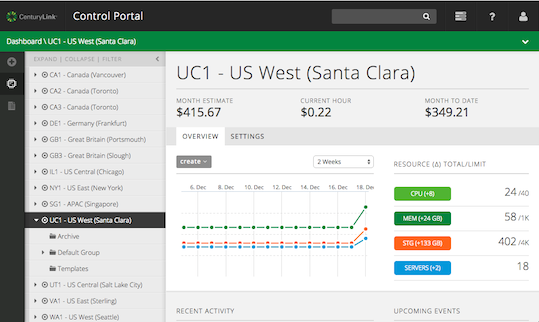 CenturyLink Control Portal
Dashboard \ UC1 - US West (Santa Clara)
EXPAND | COLLAPSE | FILTER
CA1 - Canada (Vancouver)
CA2 - Canada (Toronto)
CA3 - Canada (Toronto)
DE1 - Germany (Frankfurt)
GB1 - Great Britain (Portsmouth)
GB3 - Great Britain (Slough)
IL1 - US Central (Chicago)
NY1 - US East (New York)
SG1 - APAC (Singapore)
UC1 - US West (Santa Clara)
Archive
Default Group
Templates
UT1 - US Central (Salt Lake City)
VA1 - US East (Sterling)
WA1 - US West (Seattle)
UC1 - US West (Santa Clara)
MONTH ESTIMATE
$415.67
CURRENT HOUR
$0.22
MONTH TO DATE
$349.21
OVERVIEW SETTINGS
create
2 Weeks
6. Dec 8. Dec 10. Dec 12. Dec 14. Dec 16. Dec 18. Dec
RESOURCE (Δ) TOTAL/LIMIT
CPU (+8) 24 /40
MEM (+24 GB) 58 /1K
STG (+133 GB) 402 /4K
SERVERS (+2) 18
RECENT ACTIVITY
UPCOMING EVENTS